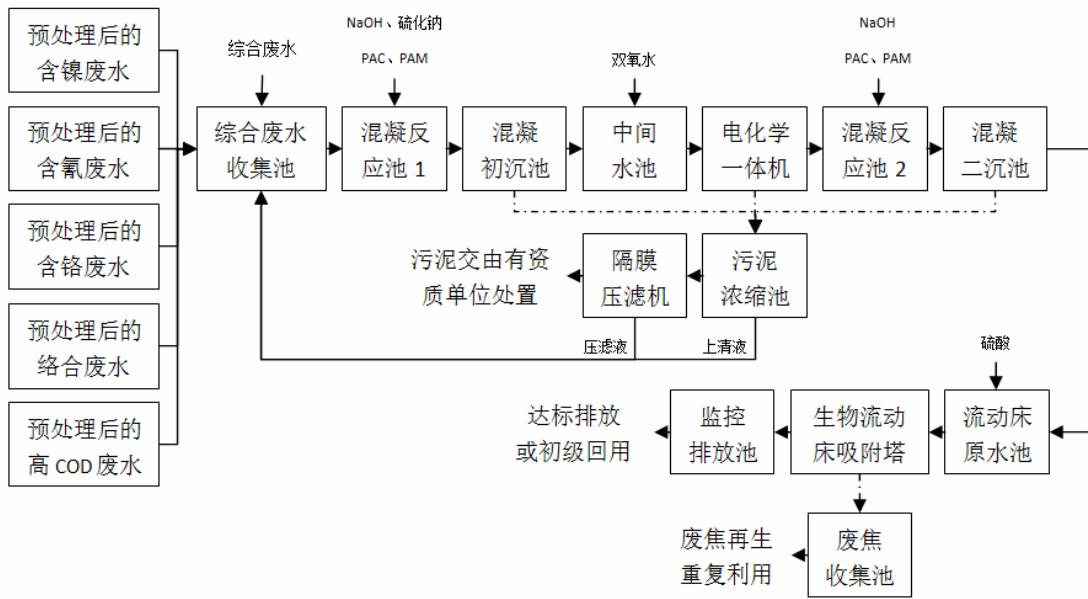 预处理后的
含镍废水
预处理后的
含氰废水
预处理后的
含铬废水
预处理后的
络合废水
预处理后的
高COD废水
综合废水
综合废水
收集池
NaOH、硫化钠
PAC、PAM
混凝反
应池 1
混凝
初沉池
双氧水
中间
水池
电化学
一体机
NaOH
PAC、PAM
混凝反
应池 2
混凝
二沉池
污泥交由有资
质单位处置
隔膜
压滤机
污泥
浓缩池
压滤液
上清液
硫酸
达标排放
或初级回用
监控
排放池
生物流动
床吸附塔
流动床
原水池
废焦再生
重复利用
废焦
收集池